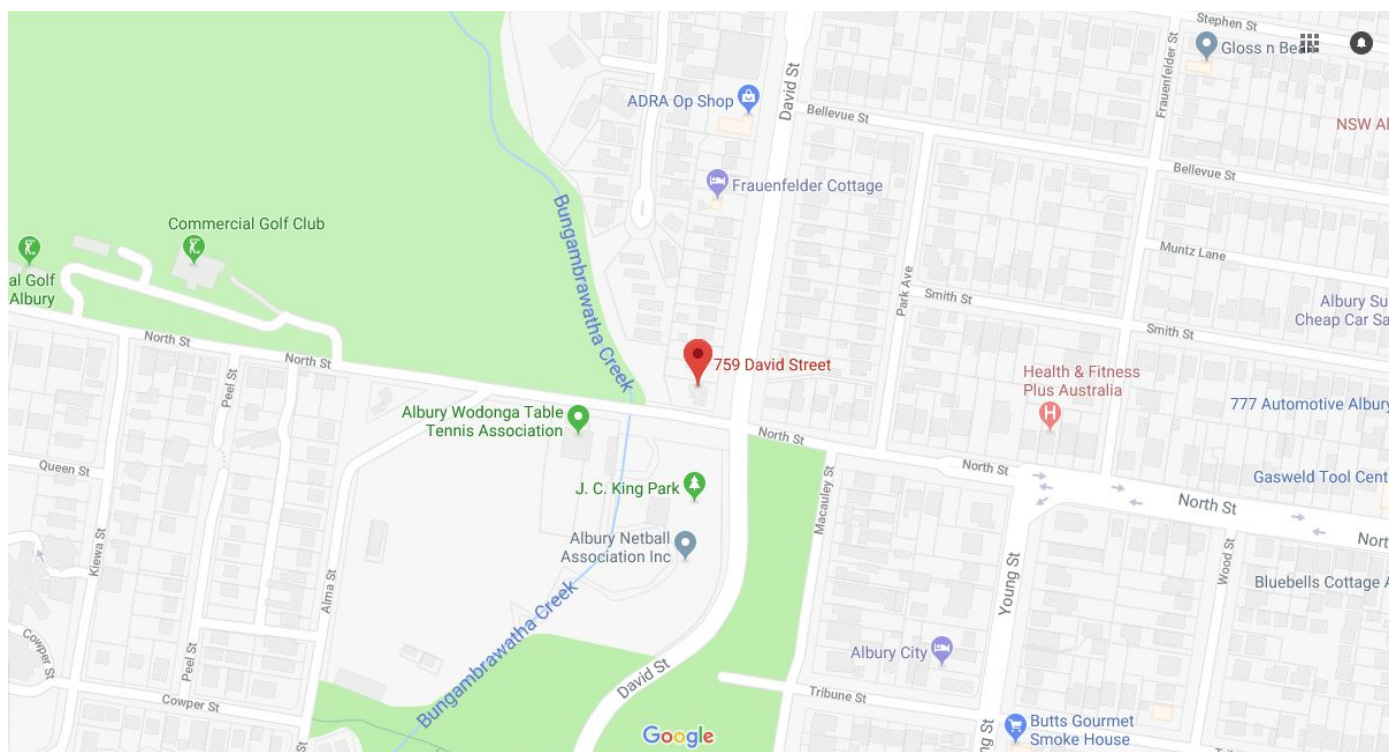 Stephen St
Gloss n Bea
Frauenfelder St
David St
ADRA Op Shop
Bellevue St
NSW Al
Bellevue St
Frauenfelder Cottage
Bungambrawatha Creek
Commercial Golf Club
al Golf
Albury
Muntz Lane
Park Ave
Smith St
Albury Su
Cheap Car Sa
Smith St
North St
North St
Peel St
759 David Street
Health & Fitness
Plus Australia
777 Automotive Albury
Albury Wodonga Table
Tennis Association
North St
Queen St
North St
Macauley St
J. C. King Park
North St
Gasweld Tool Cent
Nort
Kiewa St
Alma St
Albury Netball
Association Inc
Young St
Wood St
Bluebells Cottage A
Bungambrawatha Creek
Cowper St
Peel St
David St
Albury City
Cowper St
Tribune St
Google
Butts Gourmet
Smoke House
ng St